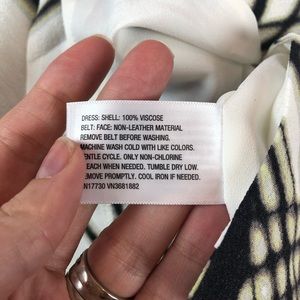 DRESS: SHELL: 100% VISCOSE
BELT: FACE: NON-LEATHER MATERIAL
REMOVE BELT BEFORE WASHING.
MACHINE WASH COLD WITH LIKE COLORS.
GENTLE CYCLE. ONLY NON-CHLORINE
EACH WHEN NEEDED. TUMBLE DRY LOW.
REMOVE PROMPTLY. COOL IRON IF NEEDED.
N17730 VN3681882